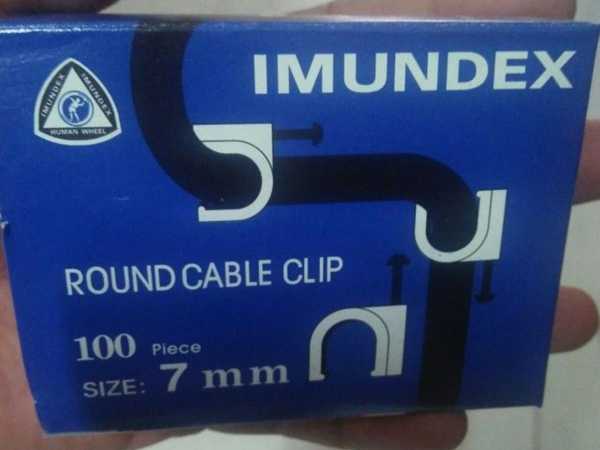 IMUNDEX
IMUNDEX IMUNDEX
HUMAN WHEEL
ROUND CABLE CLIP
100 Piece
SIZE: 7 mm